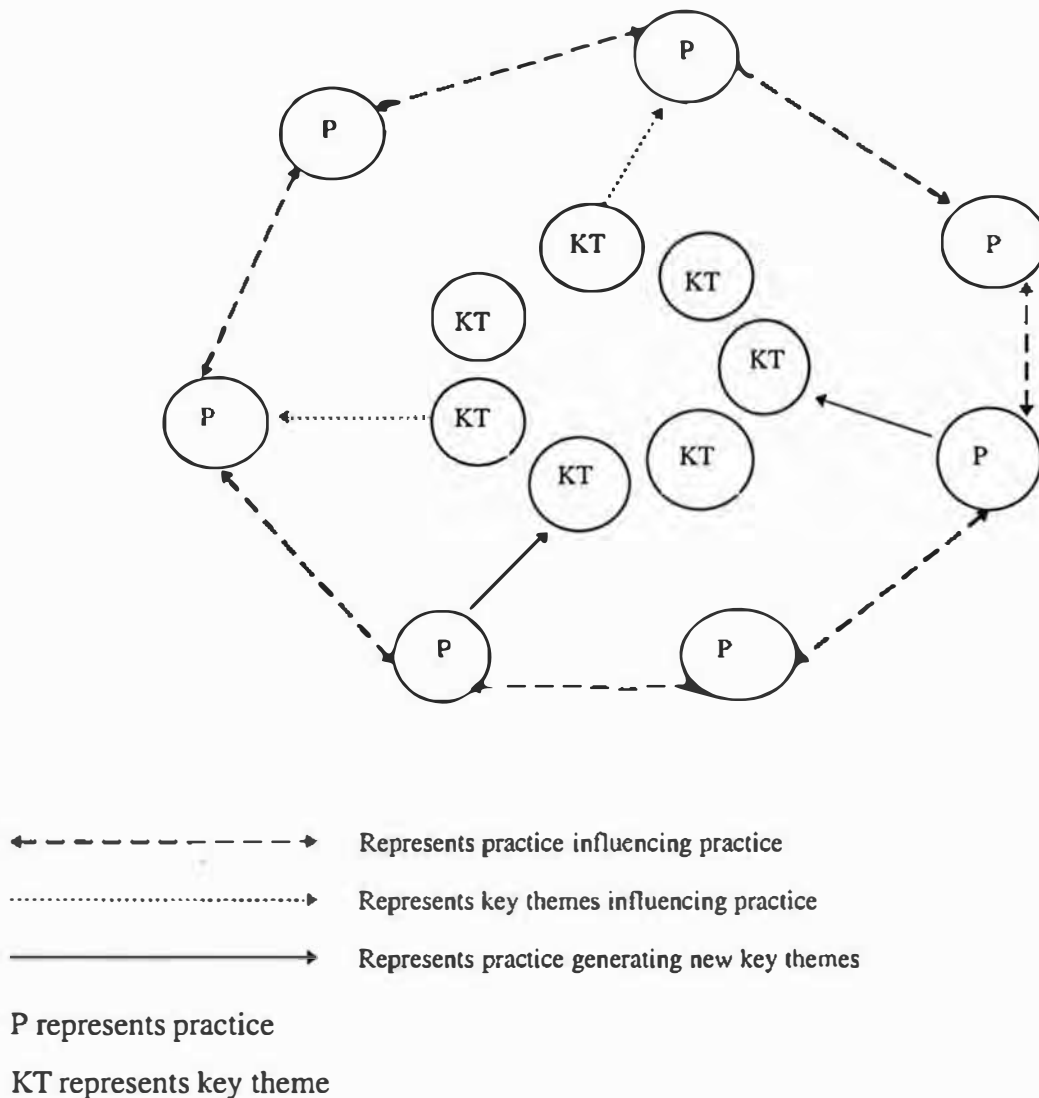 P
P
P
KT
KT
KT
KT
P
KT
KT
KT
P
P
P
Represents practice influencing practice
Represents key themes influencing practice
Represents practice generating new key themes
P represents practice
KT represents key theme